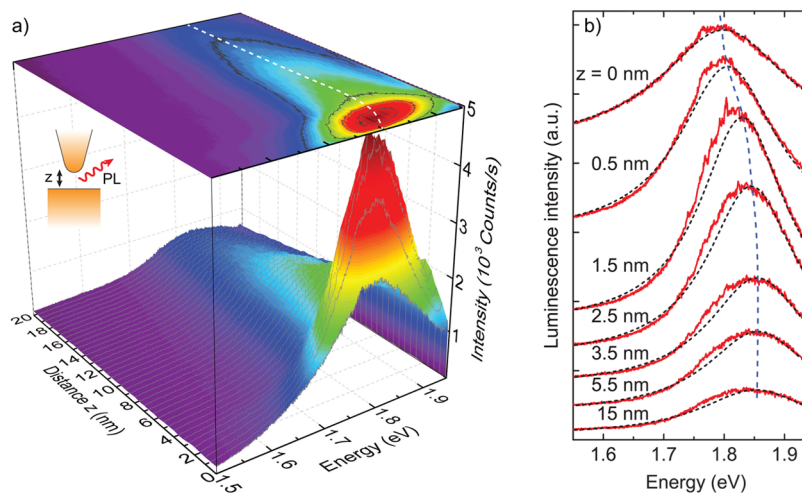 a)
z
PL
5
4
3
2
1
Intensity (10³ Counts/s)
20
18
16
14
12
10
8
6
4
2
0
Distance z (nm)
1.5
1.6
1.7
1.8
1.9
Energy (eV)
b)
Luminescence intensity (a.u.)
z = 0 nm
0.5 nm
1.5 nm
2.5 nm
3.5 nm
5.5 nm
15 nm
1.6 1.7 1.8 1.9
Energy (eV)